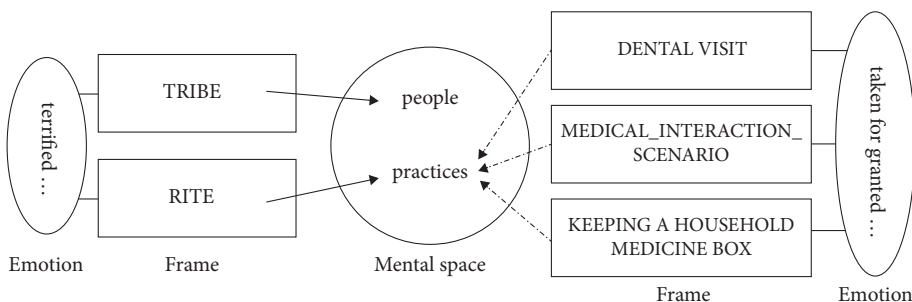 terrified ...
TRIBE
RITE
Emotion
Frame
people
practices
Mental space
DENTAL VISIT
MEDICAL_INTERACTION_
SCENARIO
KEEPING A HOUSEHOLD
MEDICINE BOX
Frame
taken for granted ...
Emotion